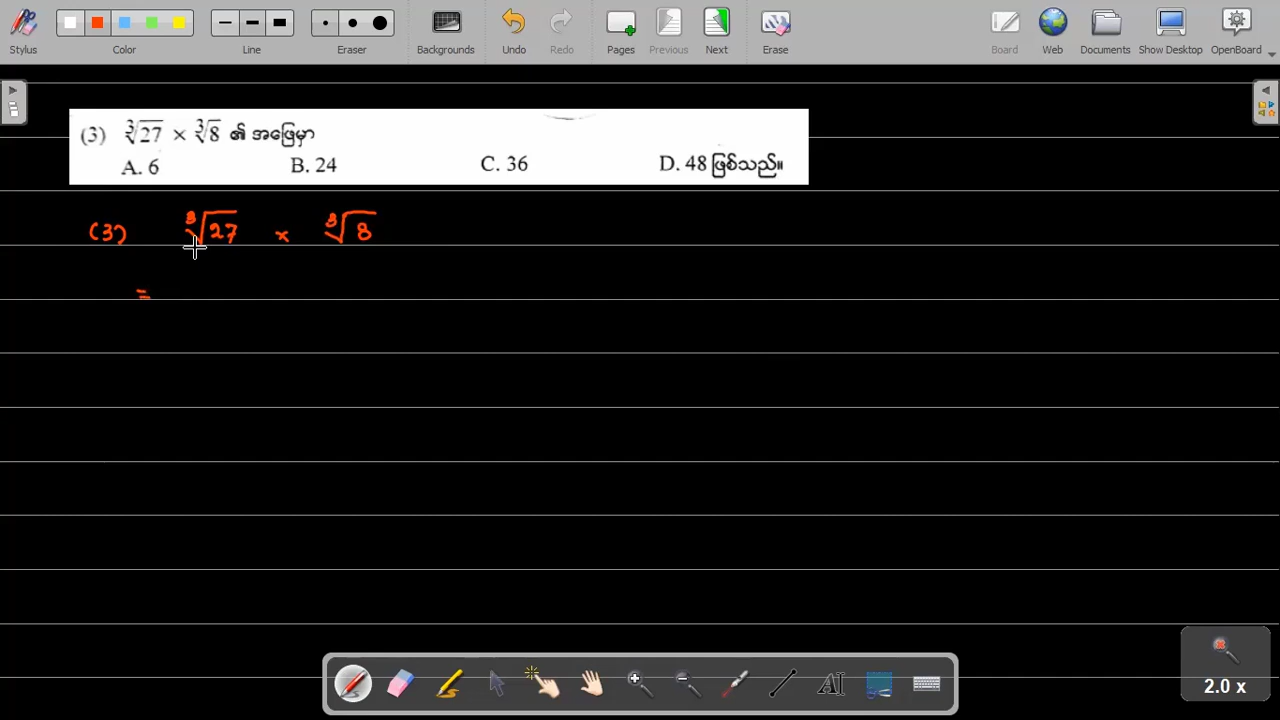 Stylus Color Line Eraser Backgrounds Undo Redo Pages Previous Next Erase Board Web Documents Show Desktop OpenBoard
(3) ∛27 × ∛8 ၏ အဖြေမှာ
A. 6 B. 24 C. 36 D. 48 ဖြစ်သည်။
(3) ∛27 × ∛8
=
2.0 x